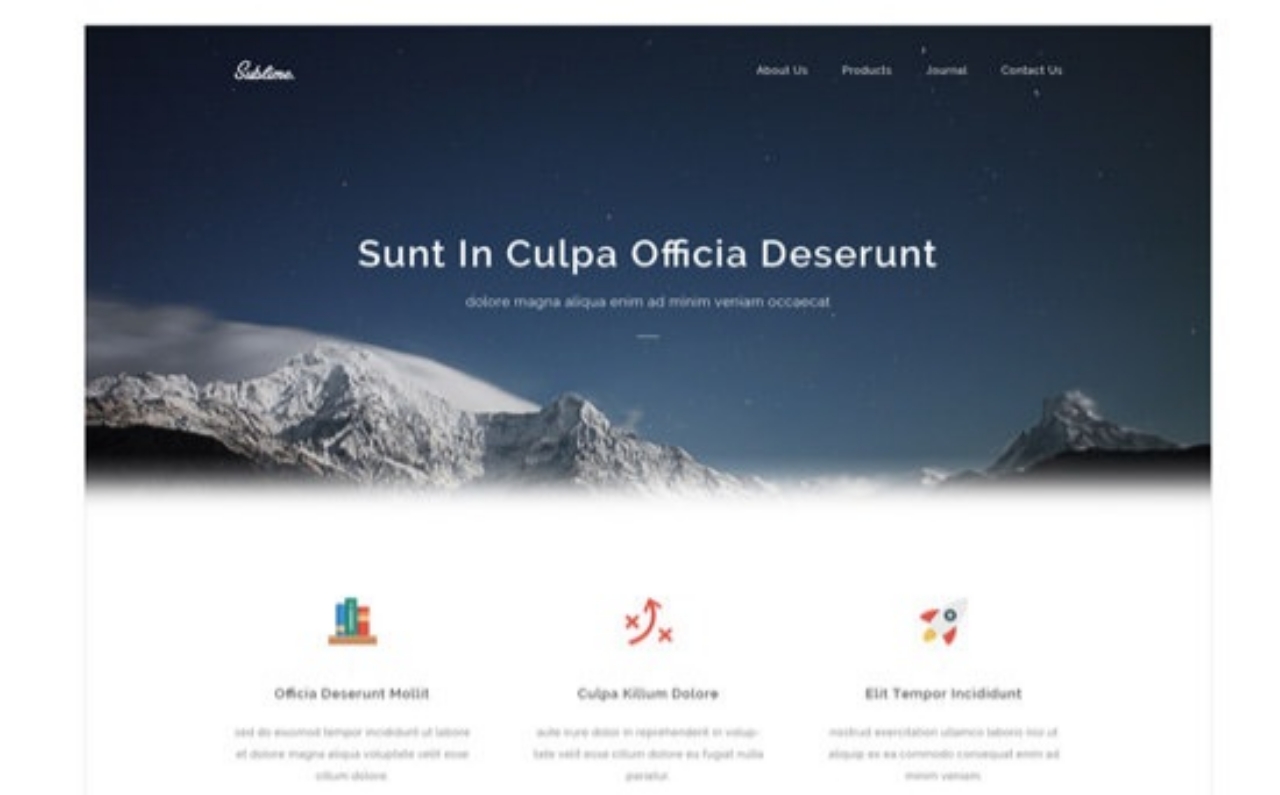 Sublime.
About Us Products Journal Contact Us
Sunt In Culpa Officia Deserunt
dolore magna aliqua enim ad minim veniam occaecat
Officia Deserunt Mollit Culpa Killum Dolore Elit Tempor Incididunt
sed do eiusmod tempor incididunt ut labore
et dolore magna aliqua voluptate velit esse
cillum dolore.
aute irure dolor in reprehenderit in volup-
tate velit esse cillum dolore eu fugiat nulla
pariatur.
nostrud exercitation ullamco laboris nisi ut
aliquip ex ea commodo consequat enim ad
minim veniam.